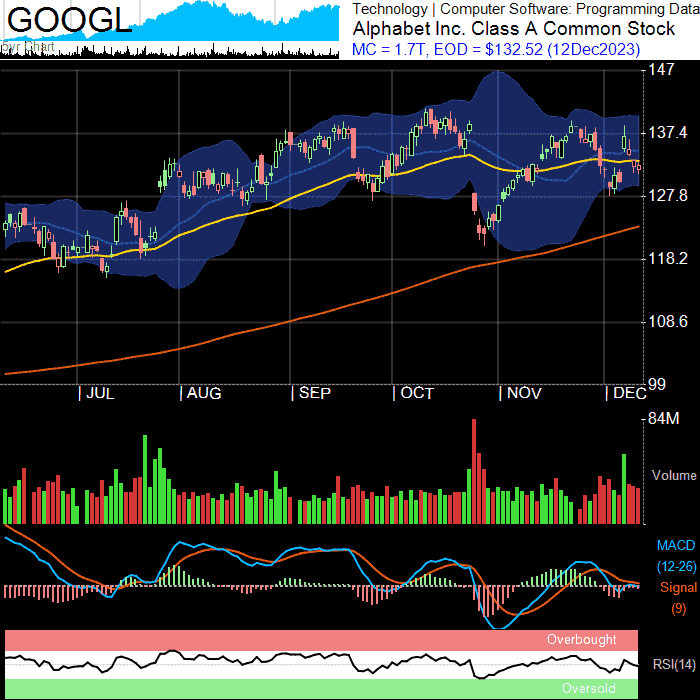 GOOGL
5yr Chart
Technology | Computer Software: Programming Data
Alphabet Inc. Class A Common Stock
MC = 1.7T, EOD = $132.52 (12Dec2023)
147
137.4
127.8
118.2
108.6
99
|JUL |AUG |SEP |OCT |NOV |DEC
84M
Volume
MACD
(12-26)
Signal
(9)
Overbought
RSI(14)
Oversold